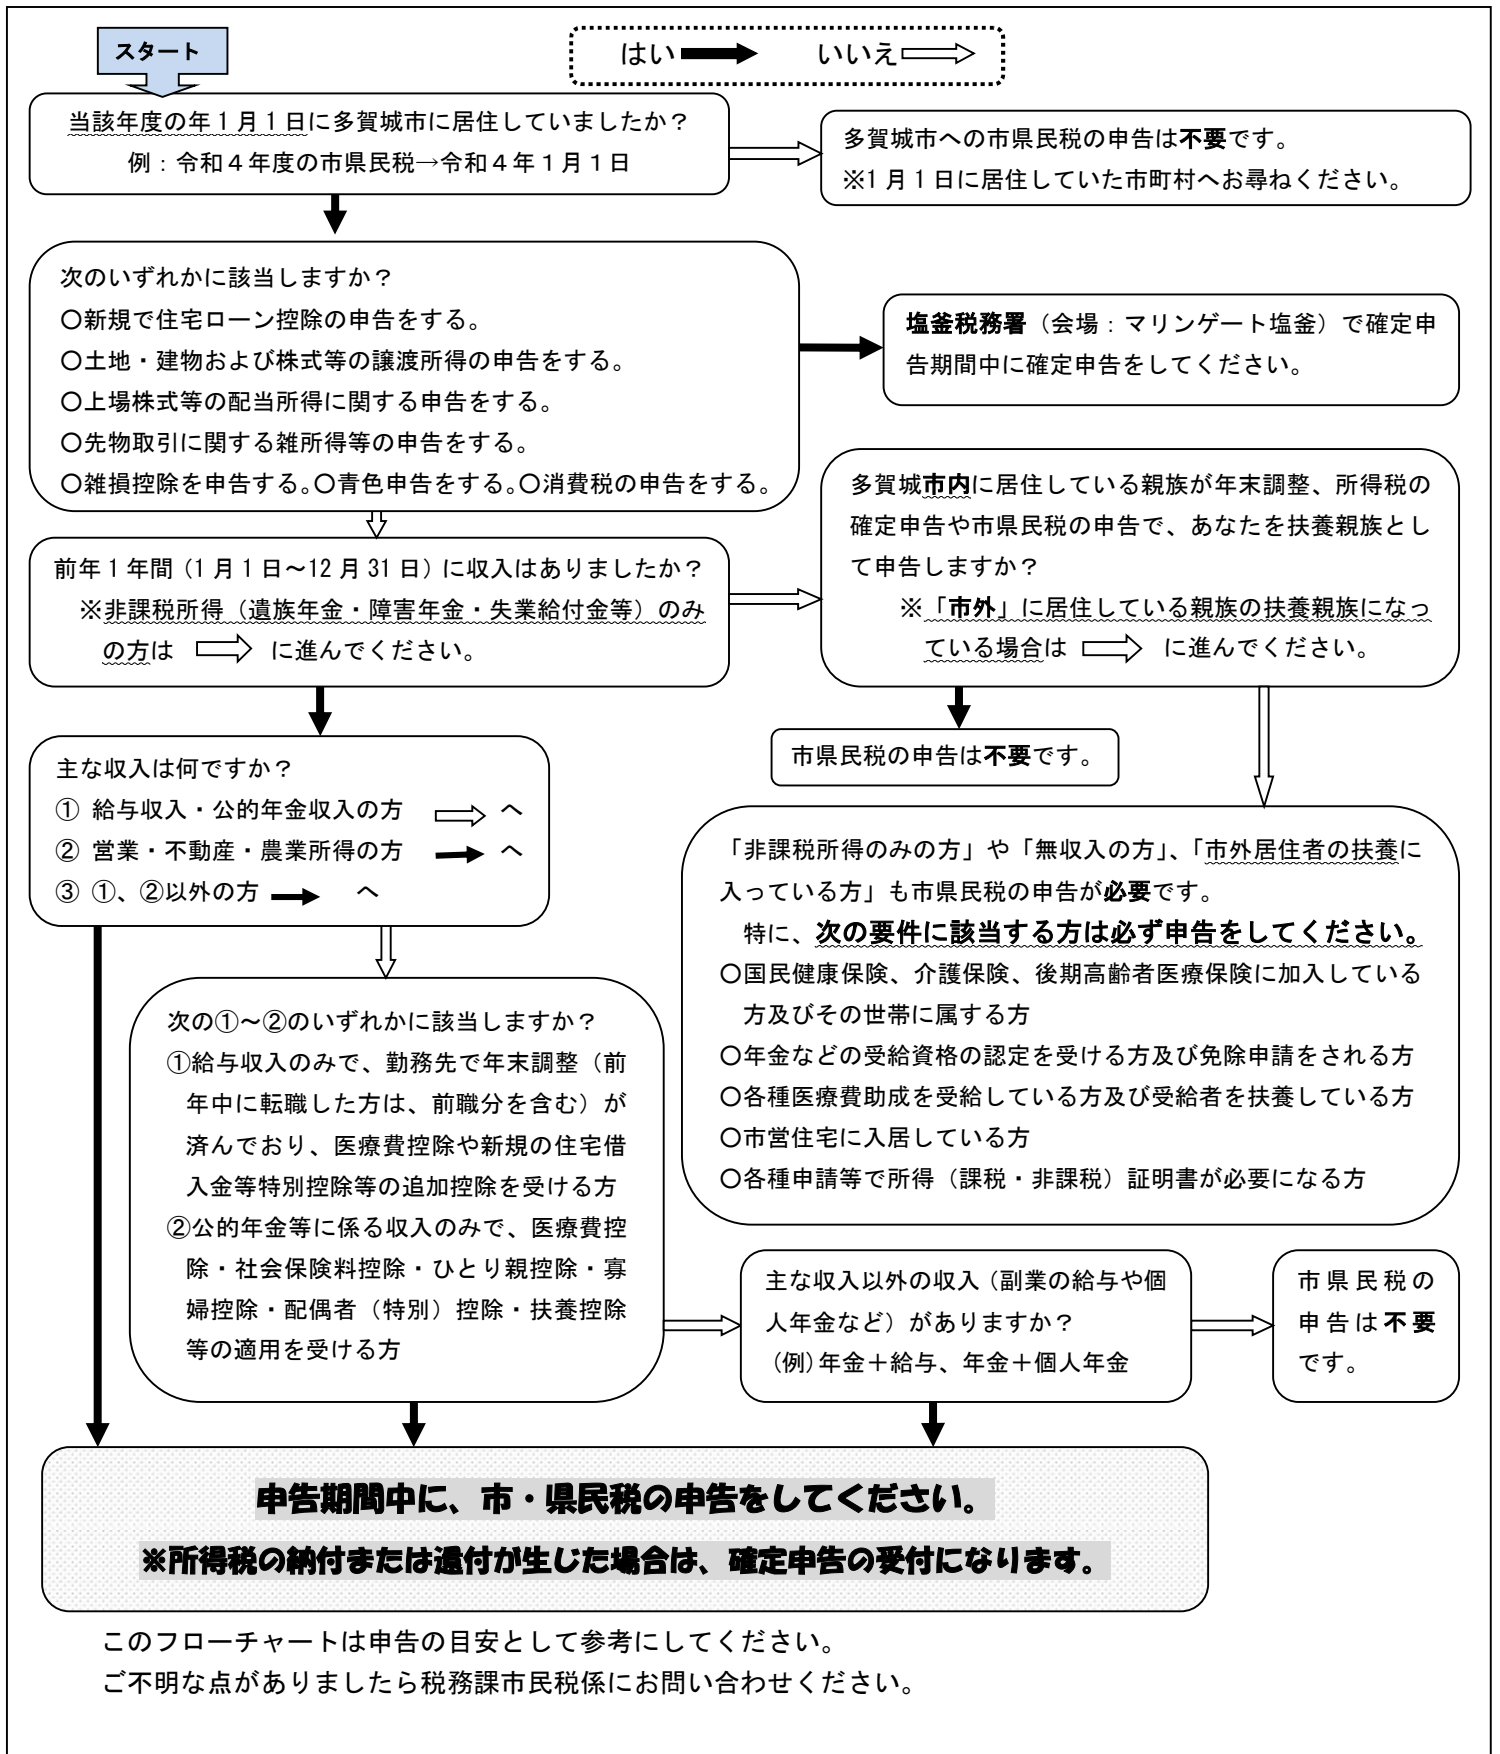 スタート
はい
いいえ
当該年度の年1月1日に多賀城市に居住していましたか？
例：令和４年度の市県民税→令和４年１月１日
多賀城市への市県民税の申告は不要です。
※1月1日に居住していた市町村へお尋ねください。
次のいずれかに該当しますか？
〇新規で住宅ローン控除の申告をする。
〇土地・建物および株式等の譲渡所得の申告をする。
〇上場株式等の配当所得に関する申告をする。
〇先物取引に関する雑所得等の申告をする。
〇雑損控除を申告する。〇青色申告をする。〇消費税の申告をする。
塩釜税務署（会場：マリンゲート塩釜）で確定申
告期間中に確定申告をしてください。
前年1年間（1月1日～12月31日）に収入はありましたか？
※非課税所得（遺族年金・障害年金・失業給付金等）のみ
の方は に進んでください。
多賀城市内に居住している親族が年末調整、所得税の
確定申告や市県民税の申告で、あなたを扶養親族とし
て申告しますか？
※「市外」に居住している親族の扶養親族になっ
ている場合は に進んでください。
市県民税の申告は不要です。
主な収入は何ですか？
① 給与収入・公的年金収入の方 へ
② 営業・不動産・農業所得の方 へ
③ ①、②以外の方 へ
「非課税所得のみの方」や「無収入の方」、「市外居住者の扶養に
入っている方」も市県民税の申告が必要です。
特に、次の要件に該当する方は必ず申告をしてください。
〇国民健康保険、介護保険、後期高齢者医療保険に加入している
方及びその世帯に属する方
〇年金などの受給資格の認定を受ける方及び免除申請をされる方
〇各種医療費助成を受給している方及び受給者を扶養している方
〇市営住宅に入居している方
〇各種申請等で所得（課税・非課税）証明書が必要になる方
次の①～②のいずれかに該当しますか？
①給与収入のみで、勤務先で年末調整（前
年中に転職した方は、前職分を含む）が
済んでおり、医療費控除や新規の住宅借
入金等特別控除等の追加控除を受ける方
②公的年金等に係る収入のみで、医療費控
除・社会保険料控除・ひとり親控除・寡
婦控除・配偶者（特別）控除・扶養控除
等の適用を受ける方
主な収入以外の収入（副業の給与や個
人年金など）がありますか？
（例）年金＋給与、年金＋個人年金
市県民税の
申告は不要
です。
申告期間中に、市・県民税の申告をしてください。
※所得税の納付または還付が生じた場合は、確定申告の受付になります。
このフローチャートは申告の目安として参考にしてください。
ご不明な点がありましたら税務課市民税係にお問い合わせください。